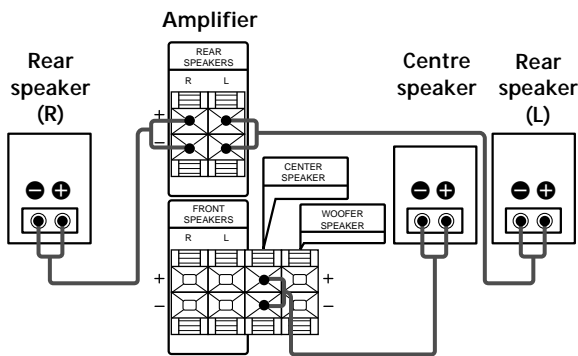 Amplifier
Rear
speaker
(R)
REAR
SPEAKERS
R L
+
−
Centre
speaker
Rear
speaker
(L)
CENTER
SPEAKER
WOOFER
SPEAKER
FRONT
SPEAKERS
R L
+ +
− −
− +
− +
− +